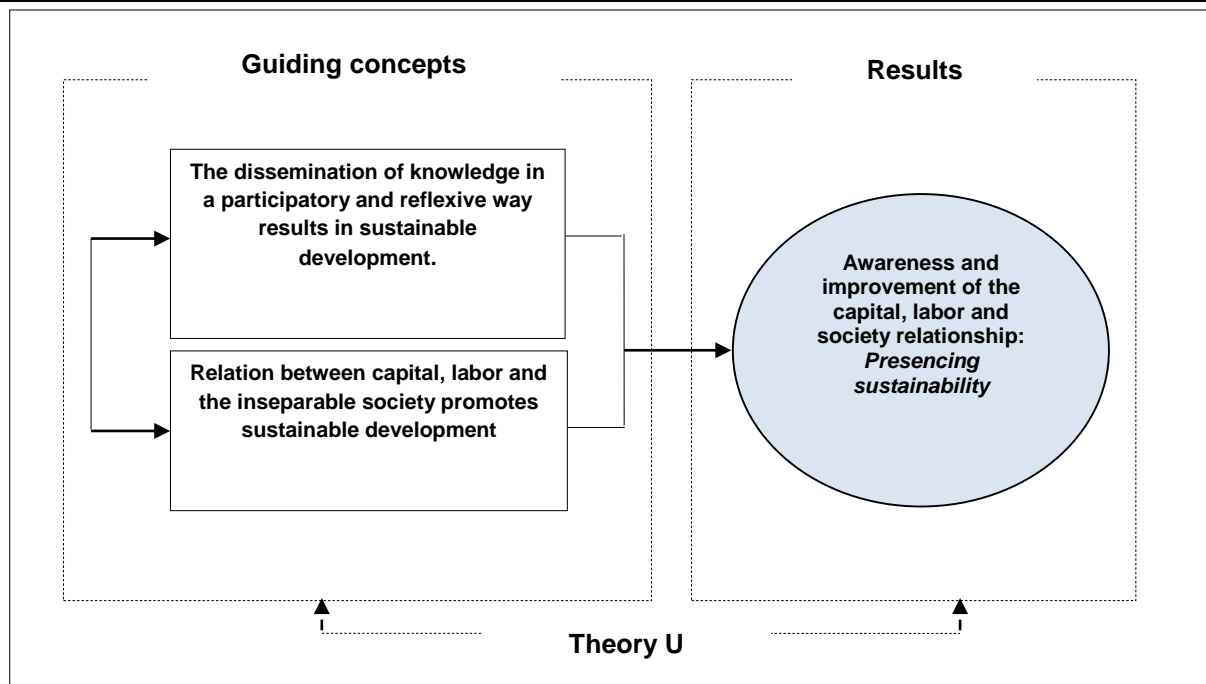 Guiding concepts
The dissemination of knowledge in
a participatory and reflexive way
results in sustainable
development.
Relation between capital, labor and
the inseparable society promotes
sustainable development
Results
Awareness and
improvement of the
capital, labor and
society relationship:
Presencing
sustainability
Theory U